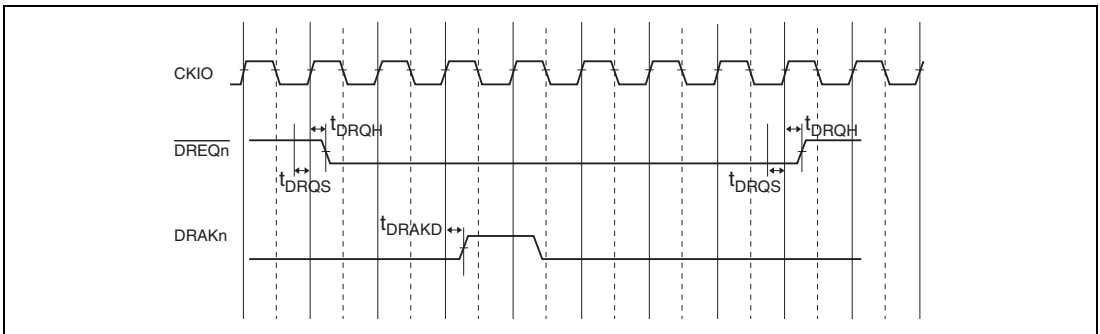 CKIO
tDRQH
tDRQH
DREQn
tDRQS
tDRQS
tDRAKD
DRAKn